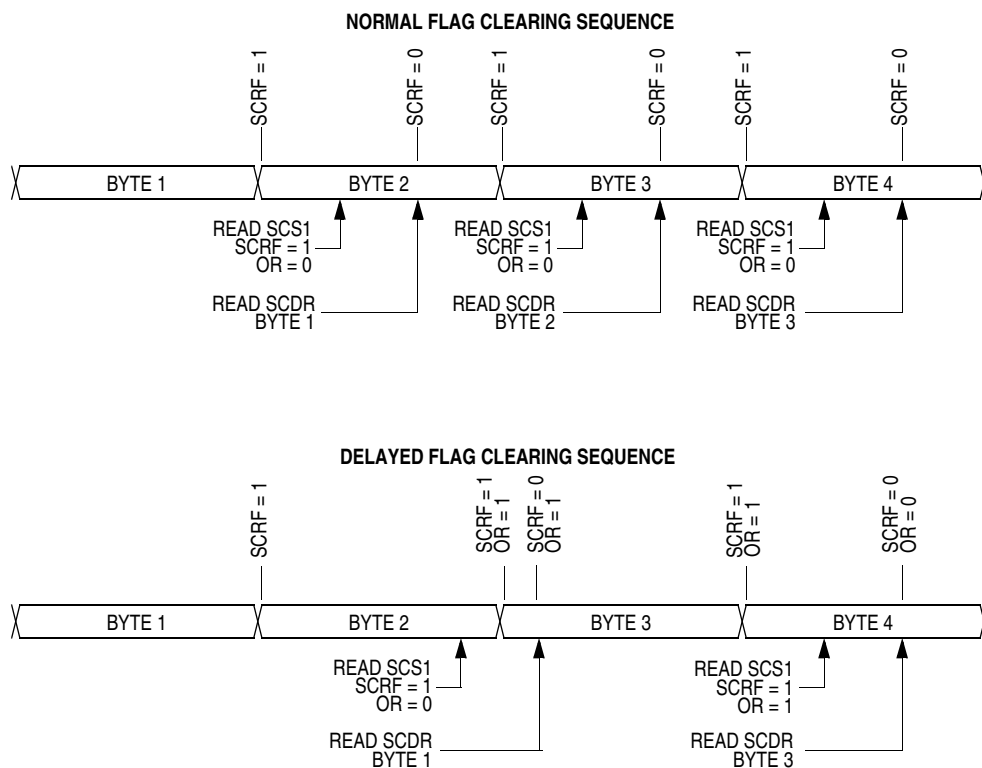 NORMAL FLAG CLEARING SEQUENCE
SCRF = 1
SCRF = 0
SCRF = 1
SCRF = 0
SCRF = 1
SCRF = 0
BYTE 1
BYTE 2
BYTE 3
BYTE 4
READ SCS1
SCRF = 1
OR = 0
READ SCS1
SCRF = 1
OR = 0
READ SCS1
SCRF = 1
OR = 0
READ SCDR
BYTE 1
READ SCDR
BYTE 2
READ SCDR
BYTE 3
DELAYED FLAG CLEARING SEQUENCE
SCRF = 1
SCRF = 1
OR = 1
SCRF = 0
OR = 1
SCRF = 1
OR = 1
SCRF = 0
OR = 0
BYTE 1
BYTE 2
BYTE 3
BYTE 4
READ SCS1
SCRF = 1
OR = 0
READ SCS1
SCRF = 1
OR = 1
READ SCDR
BYTE 1
READ SCDR
BYTE 3